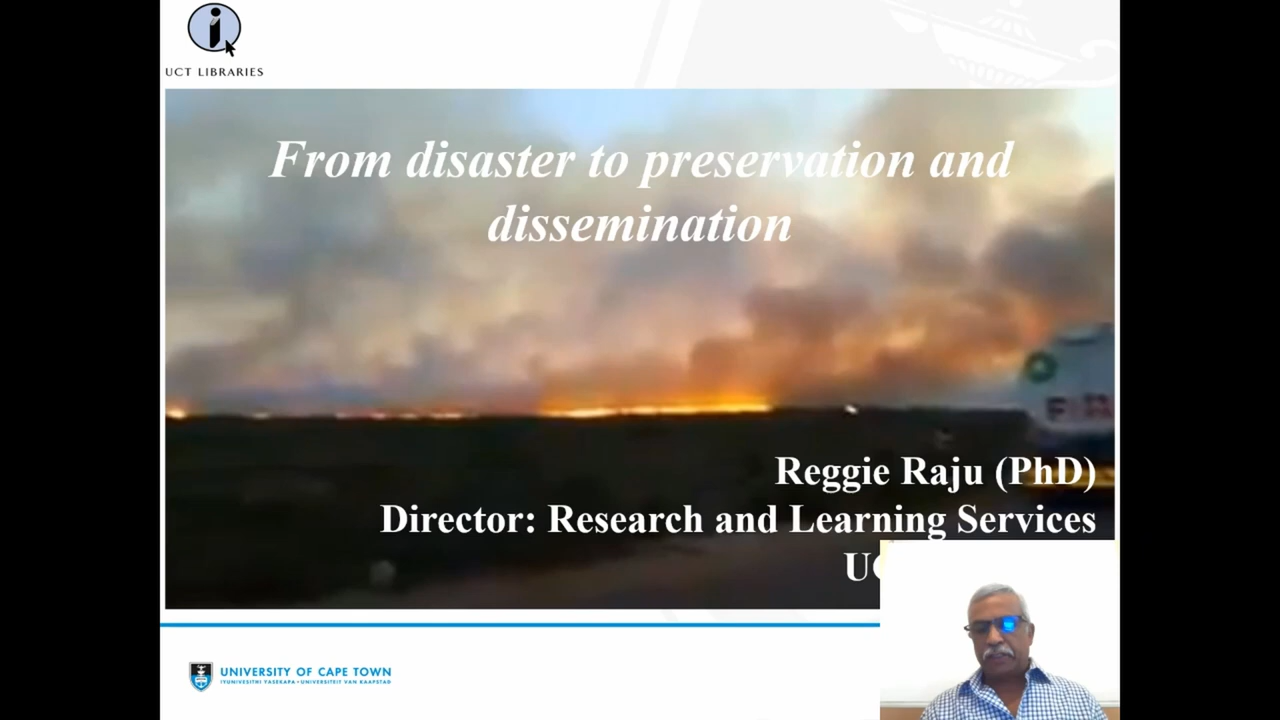 UCT LIBRARIES
From disaster to preservation and
dissemination
Reggie Raju (PhD)
Director: Research and Learning Services
UNIVERSITY OF CAPE TOWN
IYUNIVESITHI YASEKAPA • UNIVERSITEIT VAN KAAPSTAD